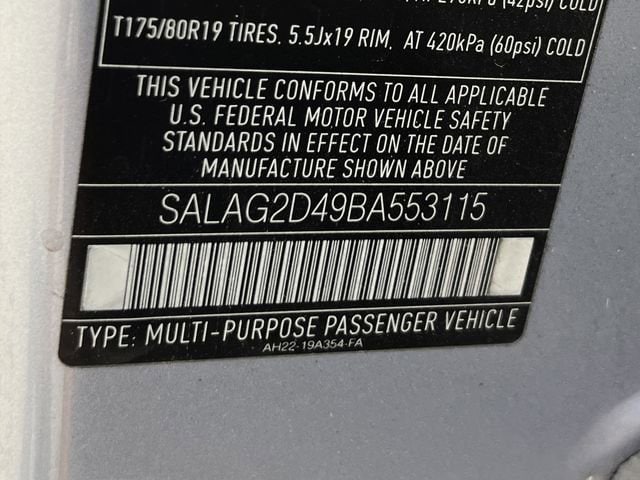 (42psi) COLD
T175/80R19 TIRES. 5.5Jx19 RIM, AT 420kPa (60psi) COLD
THIS VEHICLE CONFORMS TO ALL APPLICABLE
U.S. FEDERAL MOTOR VEHICLE SAFETY
STANDARDS IN EFFECT ON THE DATE OF
MANUFACTURE SHOWN ABOVE
SALAG2D49BA553115
TYPE: MULTI-PURPOSE PASSENGER VEHICLE
AH22-19A354-FA